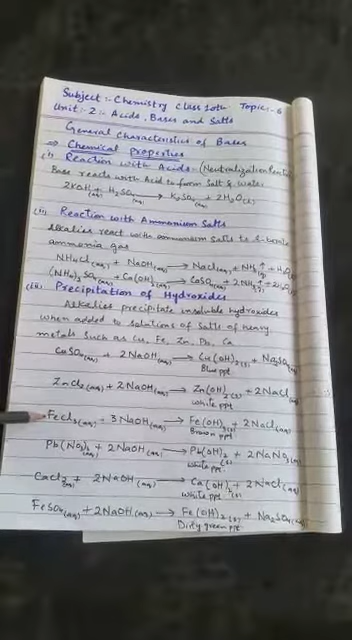 Subject :- Chemistry Class 10th Topic:- 6
Unit :- 2 :- Acids, Bases and Salts
General Characteristics of Bases
⇒ Chemical properties
(i) Reaction with Acids:- (Neutralization
Base reacts with Acid to form Salt & water
2KOH + H₂SO₄(aq) → K₂SO₄(aq) + 2H₂O(l)
(ii) Reaction with Ammonium Salts
Alkalies react with ammonium salts to
ammonia gas
NH₄Cl(aq) + NaOH(aq) → NaCl(aq) + NH₃(g)↑ + H₂O
(NH₄)₂SO₄(aq) + Ca(OH)₂(aq) → CaSO₄(aq) + 2NH₃(g)↑ + 2H₂O
(iii) Precipitation of Hydroxides
Alkalies precipitate insoluble hydroxides
when added to solutions of Salts of heavy
metals such as Cu, Fe, Zn, Pb, Ca
CuSO₄(aq) + 2NaOH(aq) → Cu(OH)₂(s) + Na₂SO₄(aq)
Blue ppt
ZnCl₂(aq) + 2NaOH(aq) → Zn(OH)₂(s) + 2NaCl(aq)
White ppt
FeCl₃(aq) + 3NaOH(aq) → Fe(OH)₃(s) + 2NaCl(aq)
Brown ppt
Pb(NO₃)₂ + 2NaOH(aq) → Pb(OH)₂(s) + 2NaNO₃(aq)
White ppt
CaCl₂(aq) + 2NaOH(aq) → Ca(OH)₂(s) + 2NaCl(aq)
White ppt
FeSO₄(aq) + 2NaOH(aq) → Fe(OH)₂(s) + Na₂SO₄(aq)
Dirty green ppt